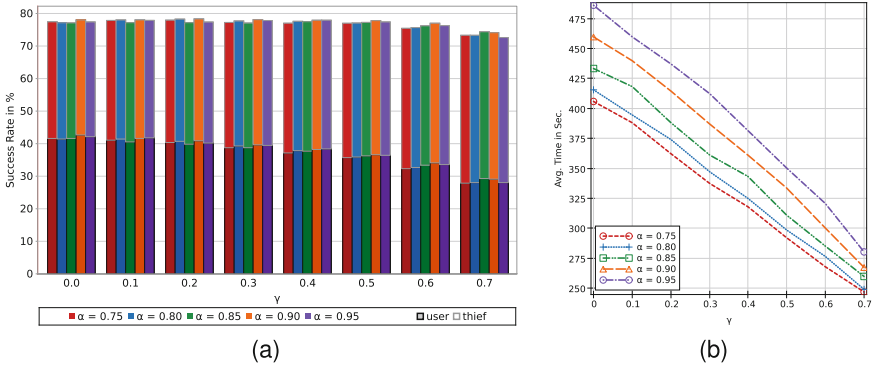 80
70
60
50
40
30
20
10
0
Success Rate in %
0.0 0.1 0.2 0.3 0.4 0.5 0.6 0.7
γ
α = 0.75 α = 0.80 α = 0.85 α = 0.90 α = 0.95 user thief
(a)
475
450
425
400
375
350
325
300
275
250
Avg. Time in Sec.
α = 0.75
α = 0.80
α = 0.85
α = 0.90
α = 0.95
0 0.1 0.2 0.3 0.4 0.5 0.6 0.7
γ
(b)